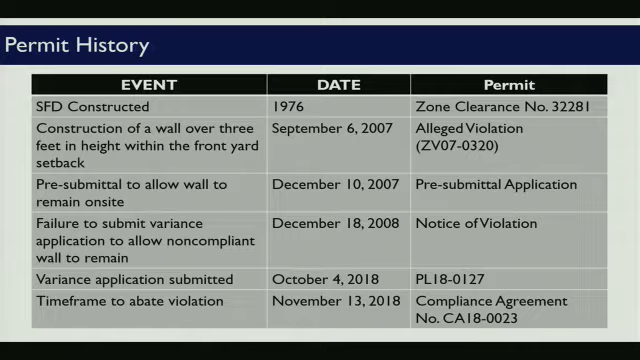 Permit History
EVENT DATE Permit
SFD Constructed 1976 Zone Clearance No. 32281
Construction of a wall over three September 6, 2007 Alleged Violation
feet in height within the front yard (ZV07-0320)
setback
Pre-submittal to allow wall to December 10, 2007 Pre-submittal Application
remain onsite
Failure to submit variance December 18, 2008 Notice of Violation
application to allow noncompliant
wall to remain
Variance application submitted October 4, 2018 PL18-0127
Timeframe to abate violation November 13, 2018 Compliance Agreement
No. CA18-0023